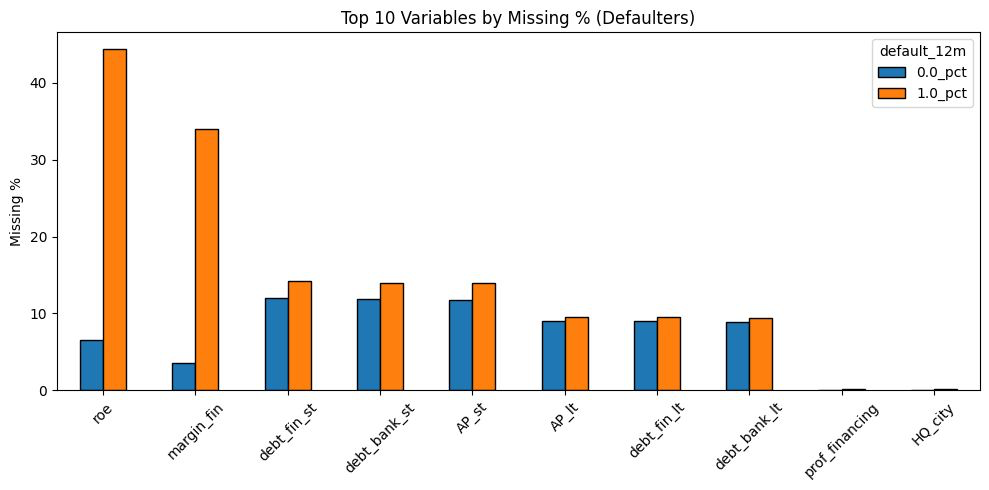 Top 10 Variables by Missing % (Defaulters)
default_12m
0.0_pct
1.0_pct
Missing %
40
30
20
10
0
roe
margin_fin
debt_fin_st
debt_bank_st
AP_st
AP_lt
debt_fin_lt
debt_bank_lt
prof_financing
HQ_city